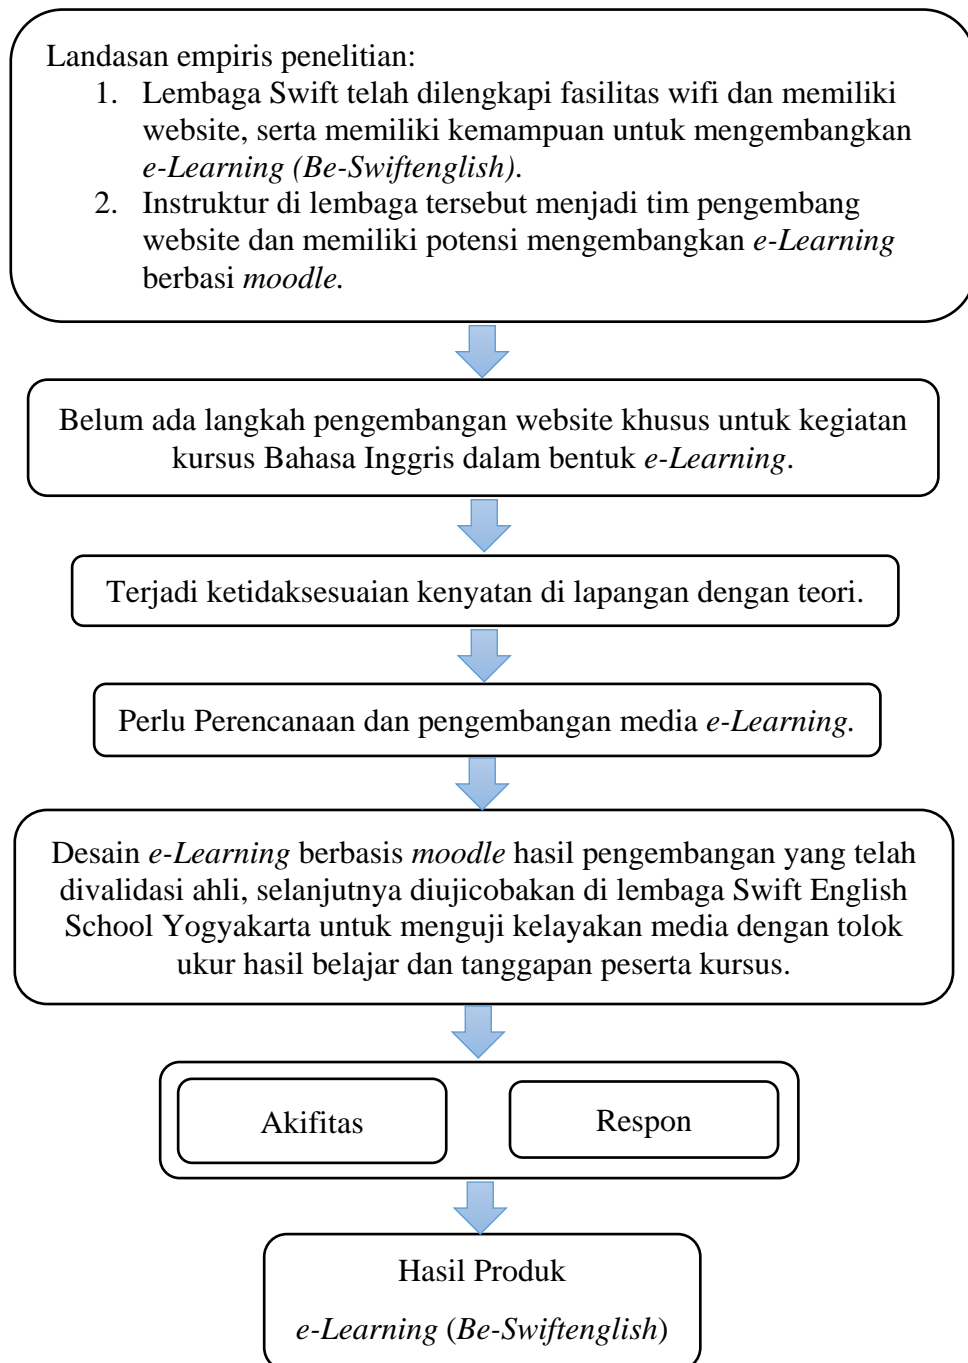 Landasan empiris penelitian:
1. Lembaga Swift telah dilengkapi fasilitas wifi dan memiliki
website, serta memiliki kemampuan untuk mengembangkan
e-Learning (Be-Swiftenglish).
2. Instruktur di lembaga tersebut menjadi tim pengembang
website dan memiliki potensi mengembangkan e-Learning
berbasi moodle.
Belum ada langkah pengembangan website khusus untuk kegiatan
kursus Bahasa Inggris dalam bentuk e-Learning.
Terjadi ketidaksesuaian kenyatan di lapangan dengan teori.
Perlu Perencanaan dan pengembangan media e-Learning.
Desain e-Learning berbasis moodle hasil pengembangan yang telah
divalidasi ahli, selanjutnya diujicobakan di lembaga Swift English
School Yogyakarta untuk menguji kelayakan media dengan tolok
ukur hasil belajar dan tanggapan peserta kursus.
Akifitas
Respon
Hasil Produk
e-Learning (Be-Swiftenglish)